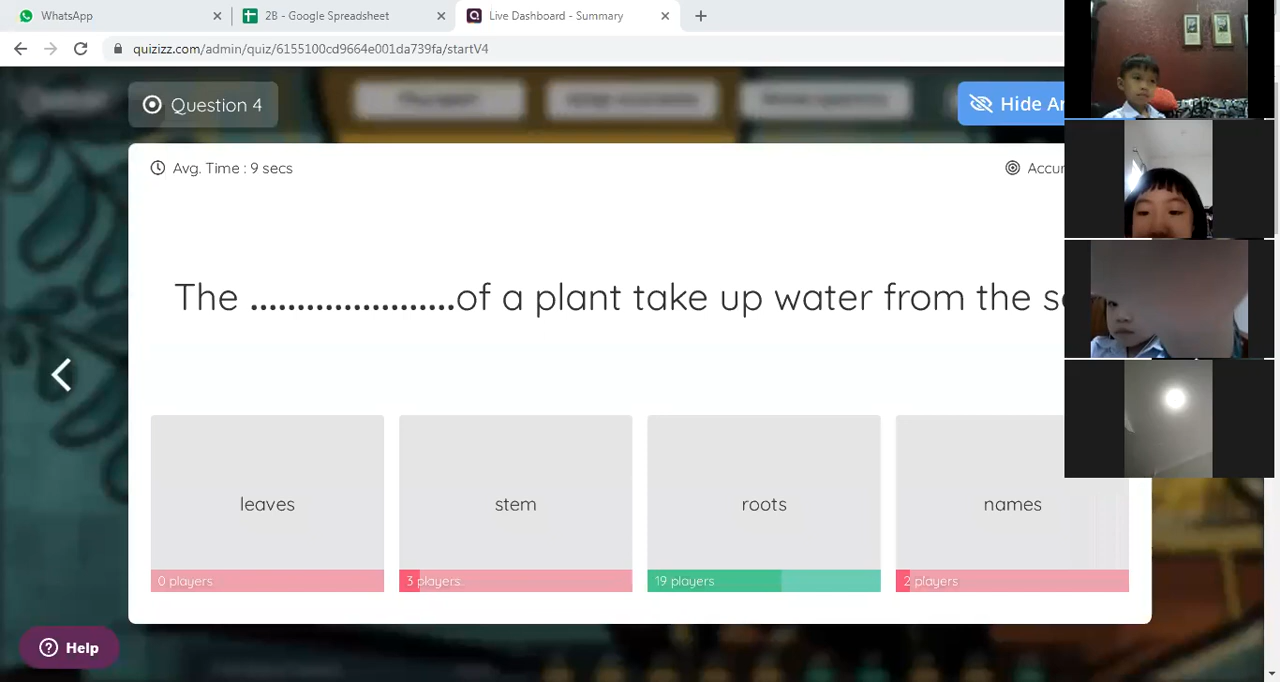 WhatsApp
2B - Google Spreadsheet
Live Dashboard - Summary
quizizz.com/admin/quiz/6155100cd9664e001da739fa/startV4
Question 4
Hide
Avg. Time : 9 secs
The ......................of a plant take up water from the
leaves
stem
roots
names
0 players
3 players
19 players
2 players
Help